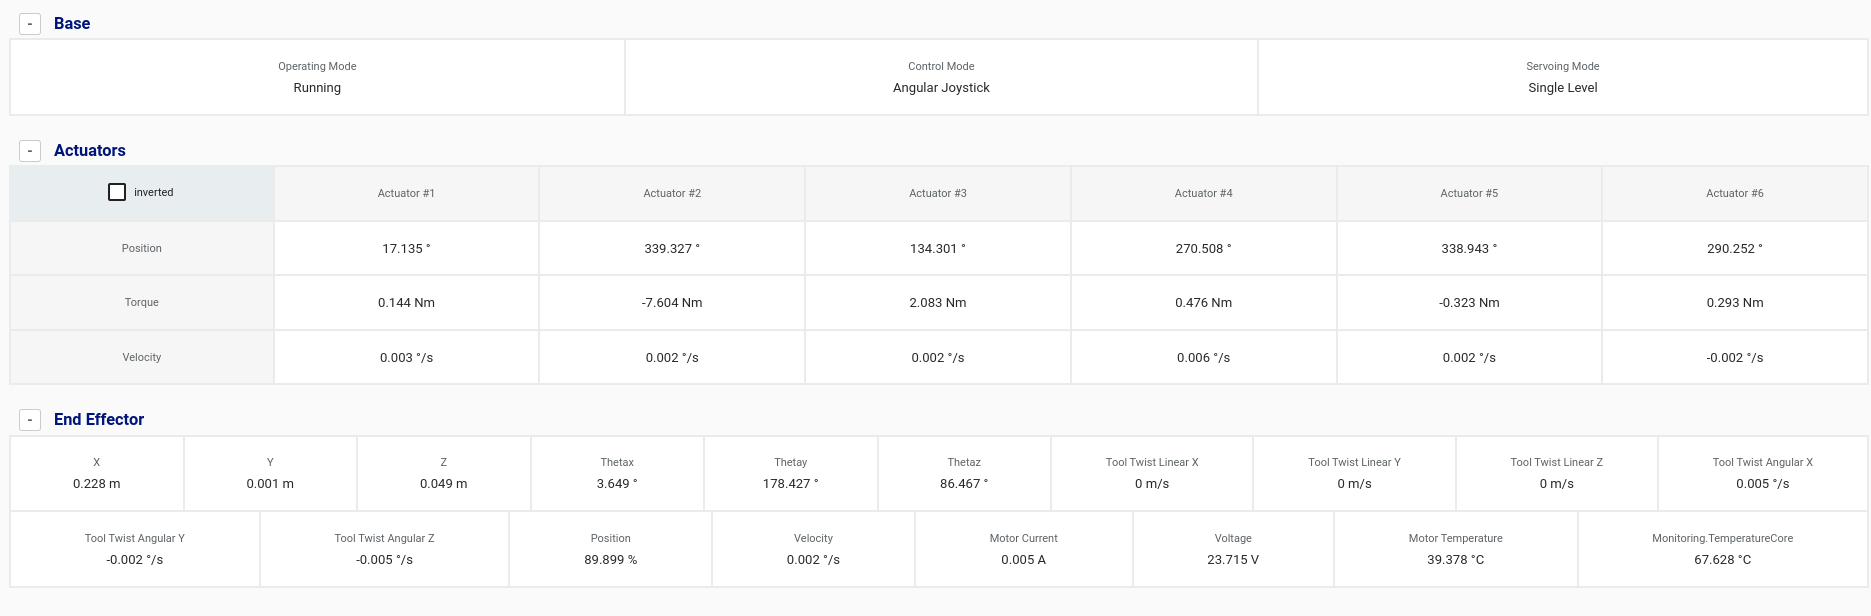 - Base
Operating Mode Control Mode Servoing Mode
Running Angular Joystick Single Level
- Actuators
inverted Actuator #1 Actuator #2 Actuator #3 Actuator #4 Actuator #5 Actuator #6
Position 17.135 ° 339.327 ° 134.301 ° 270.508 ° 338.943 ° 290.252 °
Torque 0.144 Nm -7.604 Nm 2.083 Nm 0.476 Nm -0.323 Nm 0.293 Nm
Velocity 0.003 °/s 0.002 °/s 0.002 °/s 0.006 °/s 0.002 °/s -0.002 °/s
- End Effector
X Y Z Thetax Thetay Thetaz Tool Twist Linear X Tool Twist Linear Y Tool Twist Linear Z Tool Twist Angular X
0.228 m 0.001 m 0.049 m 3.649 ° 178.427 ° 86.467 ° 0 m/s 0 m/s 0 m/s 0.005 °/s
Tool Twist Angular Y Tool Twist Angular Z Position Velocity Motor Current Voltage Motor Temperature Monitoring.TemperatureCore
-0.002 °/s -0.005 °/s 89.899 % 0.002 °/s 0.005 A 23.715 V 39.378 °C 67.628 °C